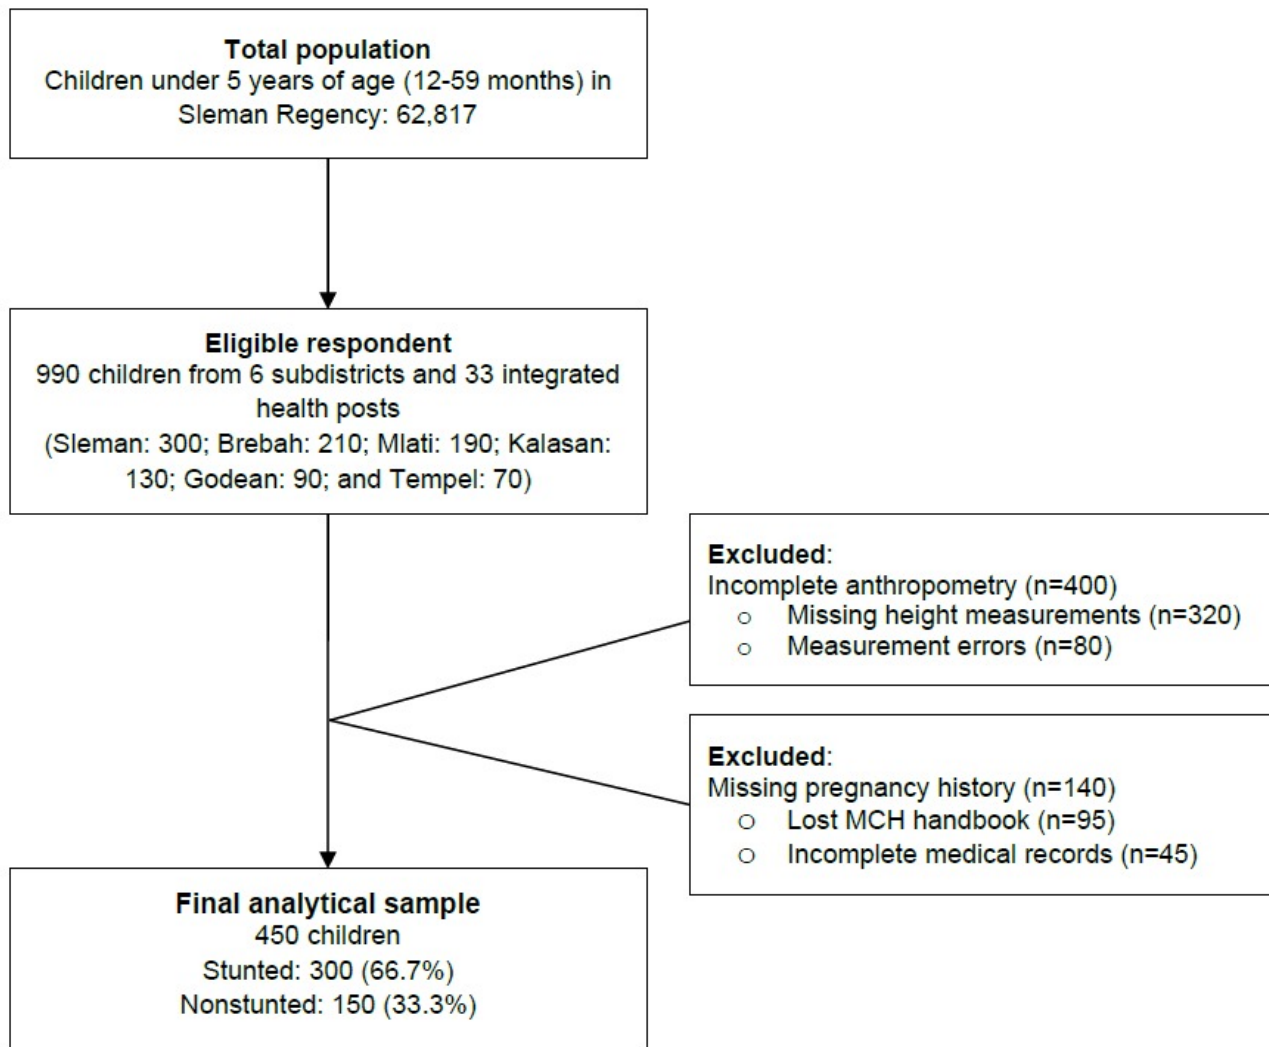 Total population
Children under 5 years of age (12-59 months) in
Sleman Regency: 62,817
Eligible respondent
990 children from 6 subdistricts and 33 integrated
health posts
(Sleman: 300; Brebah: 210; Mlati: 190; Kalasan:
130; Godean: 90; and Tempel: 70)
Excluded:
Incomplete anthropometry (n=400)
o Missing height measurements (n=320)
o Measurement errors (n=80)
Excluded:
Missing pregnancy history (n=140)
o Lost MCH handbook (n=95)
o Incomplete medical records (n=45)
Final analytical sample
450 children
Stunted: 300 (66.7%)
Nonstunted: 150 (33.3%)